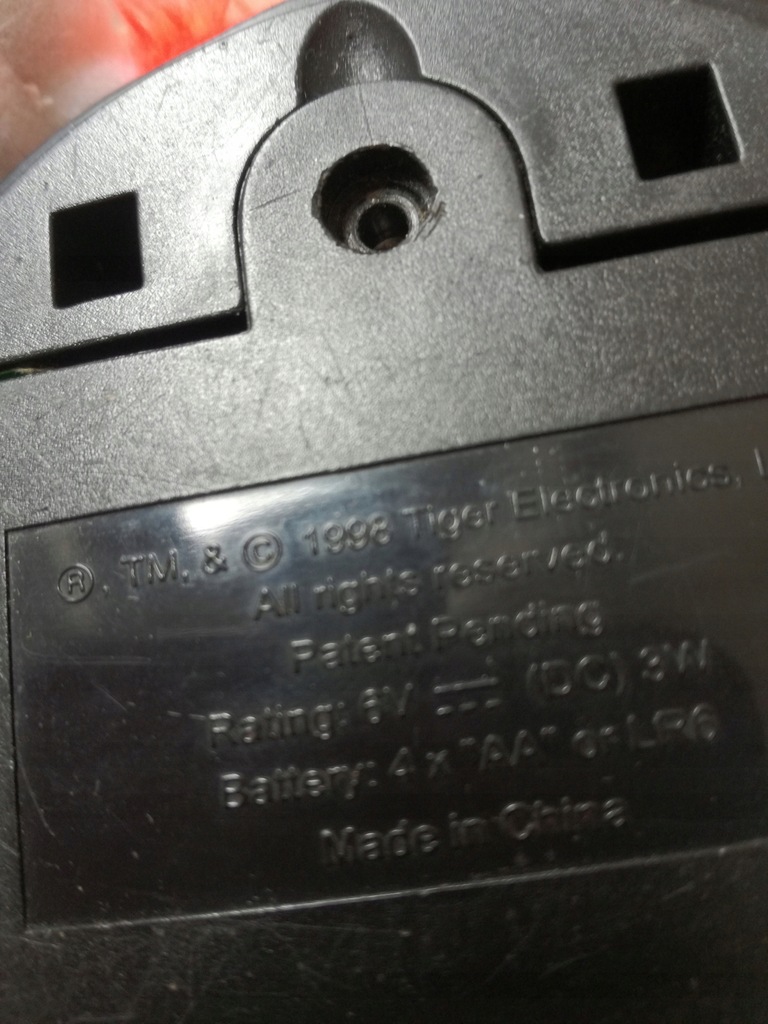 ®, TM, & © 1998 Tiger Electronics,
All rights reserved.
Patent Pending
Rating: 6V ⎓ (DC) 3W
Battery: 4 x "AA" or LR6
Made in China